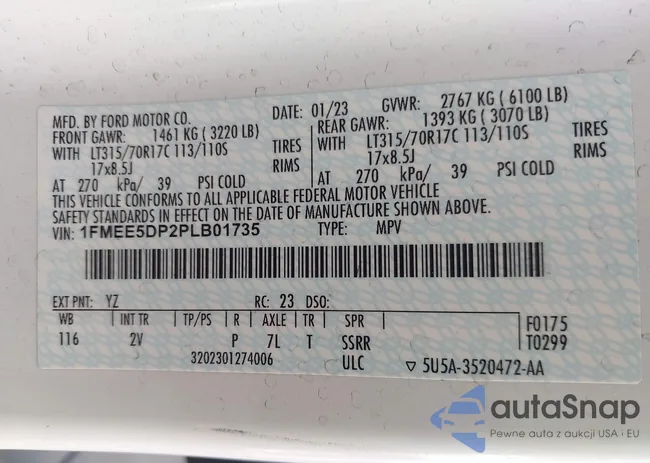 MFD. BY FORD MOTOR CO. DATE: 01/23 GVWR: 2767 KG ( 6100 LB)
FRONT GAWR: 1461 KG ( 3220 LB) REAR GAWR: 1393 KG ( 3070 LB)
WITH LT315/70R17C 113/110S TIRES WITH LT315/70R17C 113/110S TIRES
17x8.5J RIMS 17x8.5J RIMS
AT 270 kPa/ 39 PSI COLD AT 270 kPa/ 39 PSI COLD
THIS VEHICLE CONFORMS TO ALL APPLICABLE FEDERAL MOTOR VEHICLE
SAFETY STANDARDS IN EFFECT ON THE DATE OF MANUFACTURE SHOWN ABOVE.
VIN: 1FMEE5DP2PLB01735 TYPE: MPV
EXT PNT: YZ RC: 23 DSO:
WB INT TR TP/PS R AXLE TR SPR F0175
116 2V P 7L T SSRR T0299
3202301274006 ULC ▽ 5U5A-3520472-AA
autaSnap
Pewne auta z aukcji USA i EU